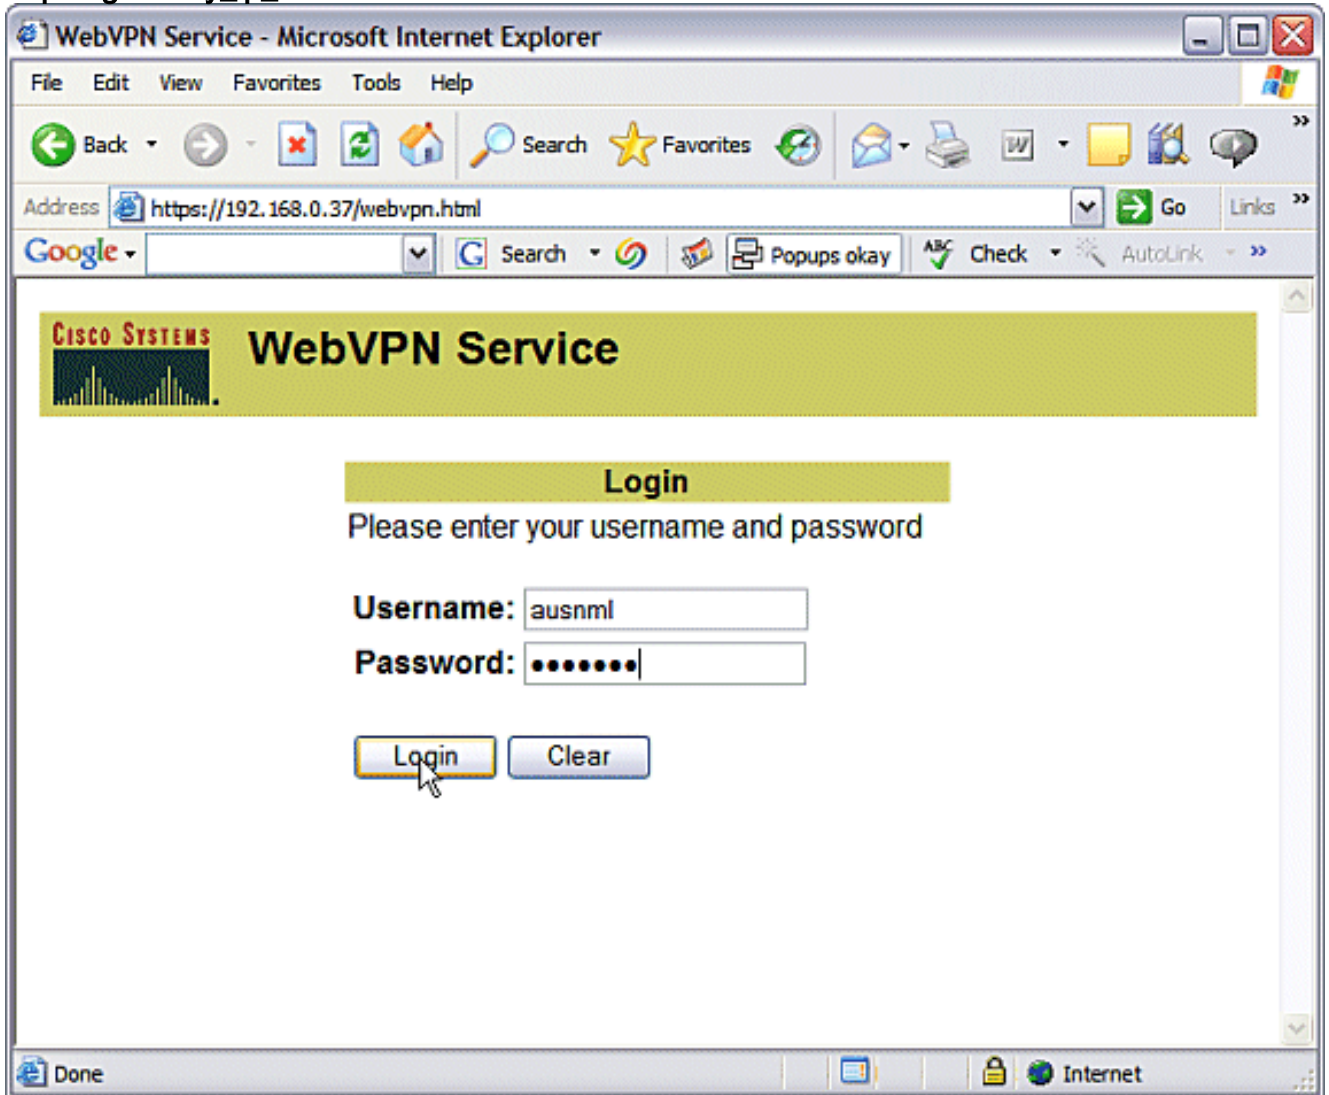 WebVPN Service - Microsoft Internet Explorer
File Edit View Favorites Tools Help
Back Search Favorites W »
Address https://192.168.0.37/webvpn.html Go Links »
Google G Search Popups okay ABC Check AutoLink »
CISCO SYSTEMS
WebVPN Service
Login
Please enter your username and password
Username: ausnml
Password: •••••••
Login Clear
Done Internet